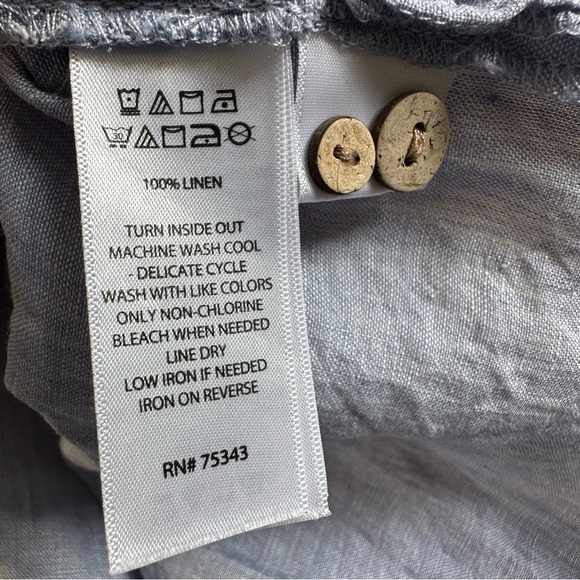 30
100% LINEN
TURN INSIDE OUT
MACHINE WASH COOL
- DELICATE CYCLE
WASH WITH LIKE COLORS
ONLY NON-CHLORINE
BLEACH WHEN NEEDED
LINE DRY
LOW IRON IF NEEDED
IRON ON REVERSE
RN# 75343